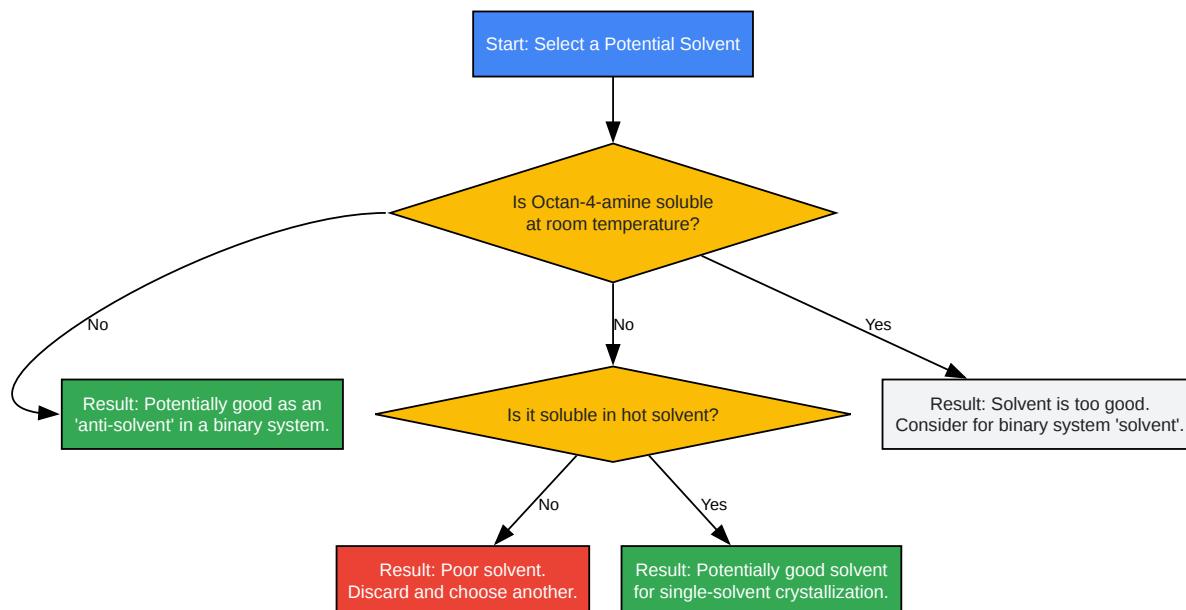 Start: Select a Potential Solvent
Is Octan-4-amine soluble
at room temperature?
No
No
Yes
Result: Potentially good as an
'anti-solvent' in a binary system.
Is it soluble in hot solvent?
Result: Solvent is too good.
Consider for binary system 'solvent'.
No
Yes
Result: Poor solvent.
Discard and choose another.
Result: Potentially good solvent
for single-solvent crystallization.